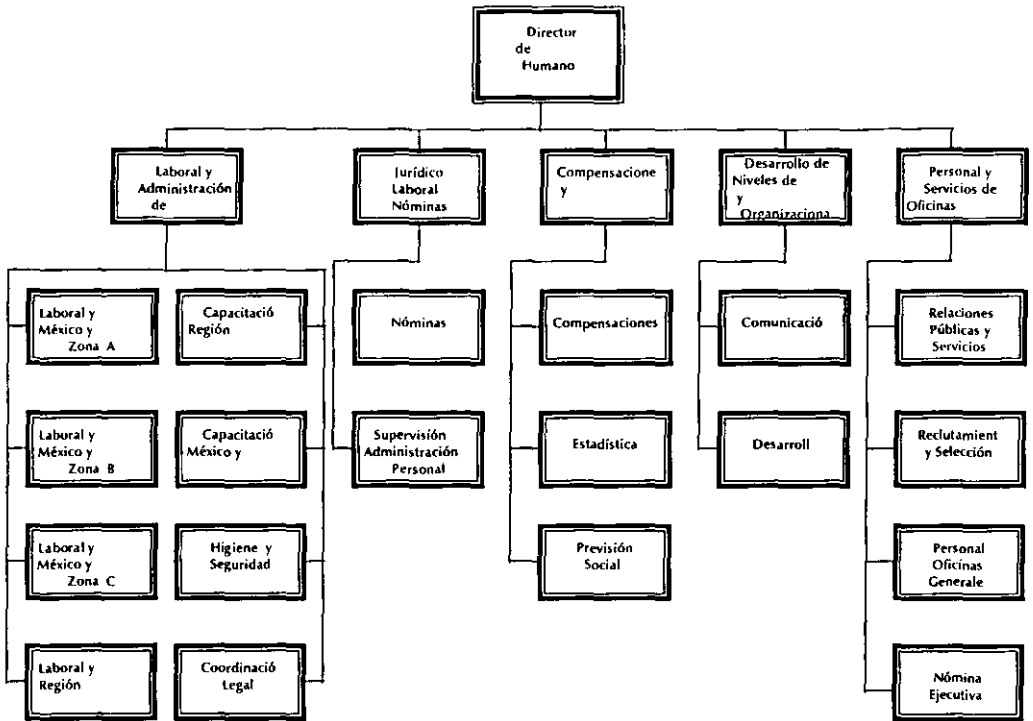 Director
de
Humano
Laboral y
Administración
de
Jurídico
Laboral
Nóminas
Compensacione
y
Desarrollo de
Niveles de
y
Organizaciona
Personal y
Servicios de
Oficinas
Laboral y
México y
Zona A
Capacitació
Región
Nóminas
Compensaciones
Comunicació
Relaciones
Públicas y
Servicios
Laboral y
México y
Zona B
Capacitació
México y
Supervisión
Administración
Personal
Estadística
Desarroll
Reclutamient
y Selección
Laboral y
México y
Zona C
Higiene y
Seguridad
Previsión
Social
Personal
Oficinas
Generale
Laboral y
Región
Coordinació
Legal
Nómina
Ejecutiva